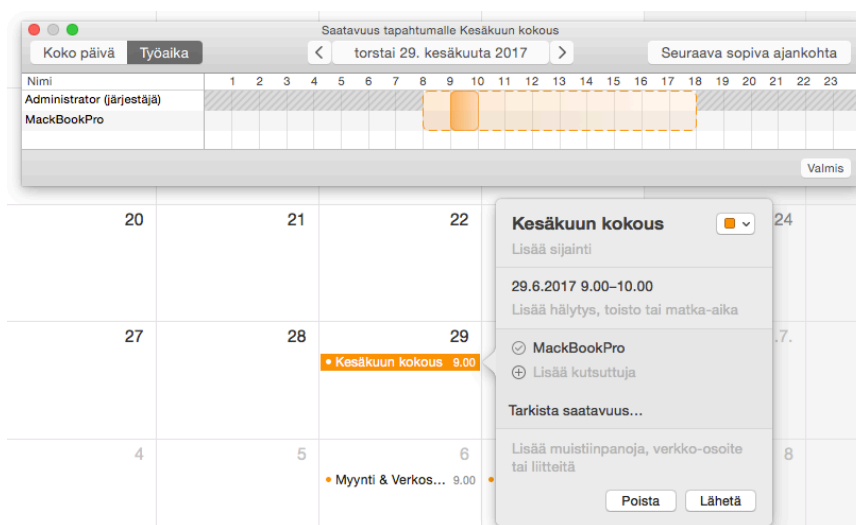 Saatavuus tapahtumalle Kesäkuun kokous
Koko päivä Työaika torstai 29. kesäkuuta 2017 Seuraava sopiva ajankohta
Nimi 1 2 3 4 5 6 7 8 9 10 11 12 13 14 15 16 17 18 19 20 21 22 23
Administrator (järjestäjä)
MackBookPro
Valmis
20 21 22 24
Kesäkuun kokous
Lisää sijainti
29.6.2017 9.00–10.00
Lisää hälytys, toisto tai matka-aika
27 28 29 .7.
• Kesäkuun kokous 9.00
MackBookPro
Lisää kutsuttuja
Tarkista saatavuus...
4 5 6 8
• Myynti & Verkos... 9.00 •
Lisää muistiinpanoja, verkko-osoite
tai liitteitä
Poista Lähetä